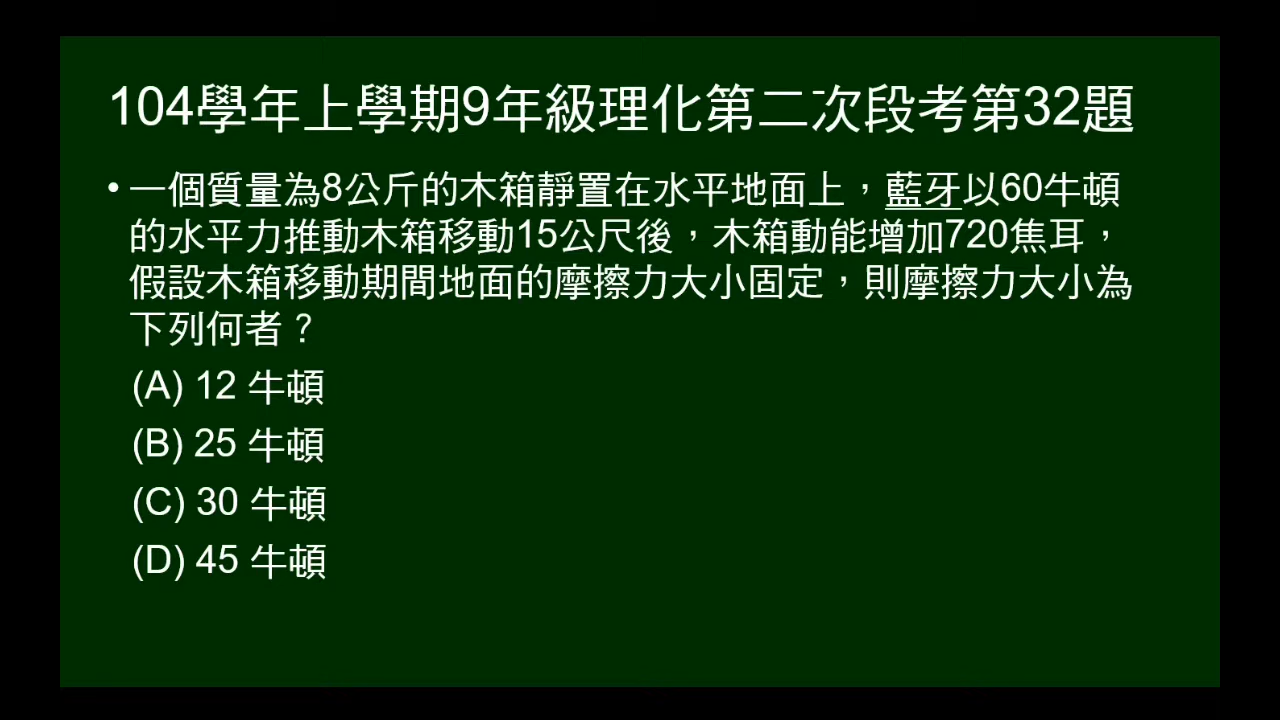 104學年上學期9年級理化第二次段考第32題
•一個質量為8公斤的木箱靜置在水平地面上，藍牙以60牛頓
的水平力推動木箱移動15公尺後，木箱動能增加720焦耳，
假設木箱移動期間地面的摩擦力大小固定，則摩擦力大小為
下列何者？
(A) 12 牛頓
(B) 25 牛頓
(C) 30 牛頓
(D) 45 牛頓